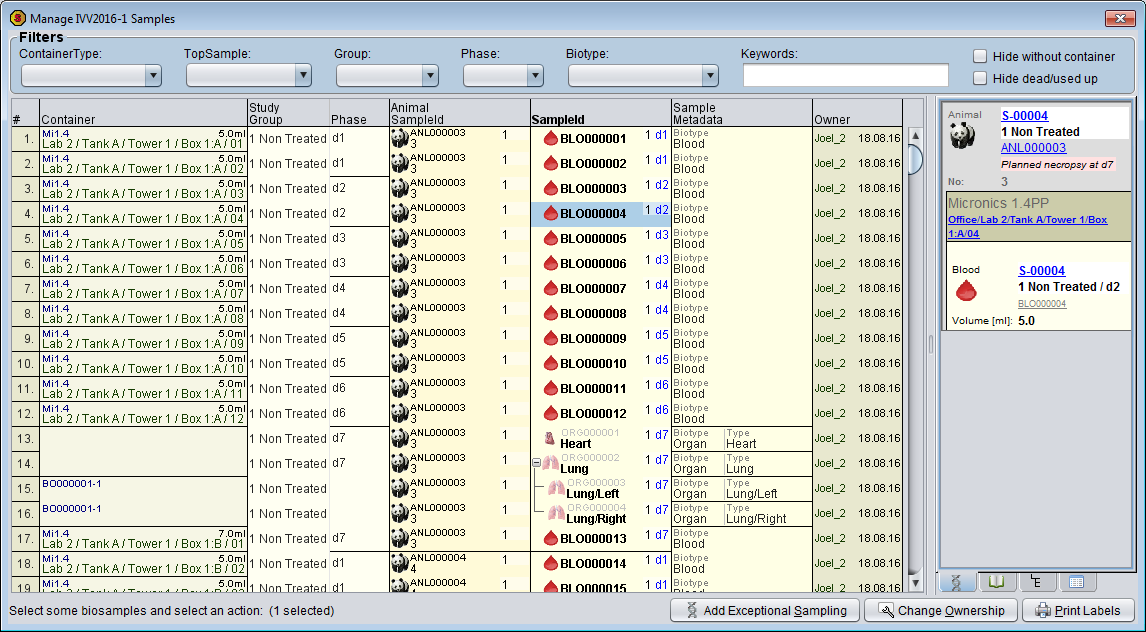 Manage IVV2016-1 Samples
Filters
ContainerType: TopSample: Group: Phase: Biotype: Keywords:
Hide without container
Hide dead/used up
# Container Study Group Phase Animal SampleId SampleId Sample Metadata Owner
1. Mi1.4 5.0ml Lab 2 / Tank A / Tower 1 / Box 1:A / 01 1 Non Treated d1 ANL000003 3 1 BLO000001 1 d1 Biotype Blood Joel_2 18.08.16
2. Mi1.4 5.0ml Lab 2 / Tank A / Tower 1 / Box 1:A / 02 1 Non Treated d1 ANL000003 3 1 BLO000002 1 d1 Biotype Blood Joel_2 18.08.16
3. Mi1.4 5.0ml Lab 2 / Tank A / Tower 1 / Box 1:A / 03 1 Non Treated d2 ANL000003 3 1 BLO000003 1 d2 Biotype Blood Joel_2 18.08.16
4. Mi1.4 5.0ml Lab 2 / Tank A / Tower 1 / Box 1:A / 04 1 Non Treated d2 ANL000003 3 1 BLO000004 1 d2 Biotype Blood Joel_2 18.08.16
5. Mi1.4 5.0ml Lab 2 / Tank A / Tower 1 / Box 1:A / 05 1 Non Treated d3 ANL000003 3 1 BLO000005 1 d3 Biotype Blood Joel_2 18.08.16
6. Mi1.4 5.0ml Lab 2 / Tank A / Tower 1 / Box 1:A / 06 1 Non Treated d3 ANL000003 3 1 BLO000006 1 d3 Biotype Blood Joel_2 18.08.16
7. Mi1.4 5.0ml Lab 2 / Tank A / Tower 1 / Box 1:A / 07 1 Non Treated d4 ANL000003 3 1 BLO000007 1 d4 Biotype Blood Joel_2 18.08.16
8. Mi1.4 5.0ml Lab 2 / Tank A / Tower 1 / Box 1:A / 08 1 Non Treated d4 ANL000003 3 1 BLO000008 1 d4 Biotype Blood Joel_2 18.08.16
9. Mi1.4 5.0ml Lab 2 / Tank A / Tower 1 / Box 1:A / 09 1 Non Treated d5 ANL000003 3 1 BLO000009 1 d5 Biotype Blood Joel_2 18.08.16
10. Mi1.4 5.0ml Lab 2 / Tank A / Tower 1 / Box 1:A / 10 1 Non Treated d5 ANL000003 3 1 BLO000010 1 d5 Biotype Blood Joel_2 18.08.16
11. Mi1.4 5.0ml Lab 2 / Tank A / Tower 1 / Box 1:A / 11 1 Non Treated d6 ANL000003 3 1 BLO000011 1 d6 Biotype Blood Joel_2 18.08.16
12. Mi1.4 5.0ml Lab 2 / Tank A / Tower 1 / Box 1:A / 12 1 Non Treated d6 ANL000003 3 1 BLO000012 1 d6 Biotype Blood Joel_2 18.08.16
13. 1 Non Treated d7 ANL000003 3 1 ORG000001 Heart 1 d7 Biotype Organ Type Heart Joel_2 18.08.16
14. 1 Non Treated d7 ANL000003 3 1 ORG000002 Lung 1 d7 Biotype Organ Type Lung Joel_2 18.08.16
15. BO000001-1 1 Non Treated ANL000003 3 1 ORG000003 Lung/Left 1 d7 Biotype Organ Type Lung/Left Joel_2 18.08.16
16. BO000001-1 1 Non Treated ANL000003 3 1 ORG000004 Lung/Right 1 d7 Biotype Organ Type Lung/Right Joel_2 18.08.16
17. Mi1.4 7.0ml Lab 2 / Tank A / Tower 1 / Box 1:B / 01 1 Non Treated d7 ANL000003 3 1 BLO000013 1 d7 Biotype Blood Joel_2 18.08.16
18. Mi1.4 5.0ml Lab 2 / Tank A / Tower 1 / Box 1:B / 02 1 Non Treated d1 ANL000004 4 1 BLO000014 1 d1 Biotype Blood Joel_2 18.08.16
19. Mi1.4 5.0ml Lab 2 / Tank A / Tower 1 / Box 1:B / 03 1 Non Treated d1 ANL000004 4 1 BLO000015 1 d1 Biotype Blood Joel_2 18.08.16
Animal S-00004
1 Non Treated
ANL000003
Planned necropsy at d7
No: 3
Micronics 1.4PP
Office/Lab 2/Tank A/Tower 1/Box
1:A/04
Blood S-00004
1 Non Treated / d2
BLO000004
Volume [ml]: 5.0
Select some biosamples and select an action: (1 selected)
Add Exceptional Sampling
Change Ownership
Print Labels